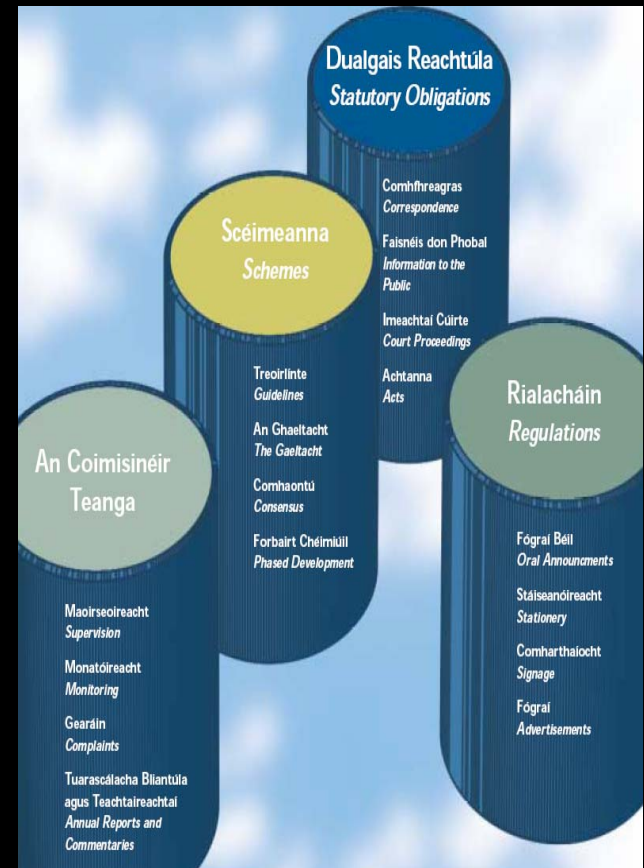 Dualgais Reachtúla
Statutory Obligations
Comhfhreagras
Correspondence
Faisnéis don Phobal
Information to the
Public
Imeachtaí Cúirte
Court Proceedings
Achtanna
Acts
Scéimeanna
Schemes
Treoirlínte
Guidelines
An Ghaeltacht
The Gaeltacht
Comhaontú
Consensus
Forbairt Chéimiúil
Phased Development
Rialacháin
Regulations
Fógraí Béil
Oral Announcments
Stáiseanóireacht
Stationery
Comharthaíocht
Signage
Fógraí
Advertisements
An Coimisinéir
Teanga
Maoirseoireacht
Supervision
Monatóireacht
Monitoring
Gearáin
Complaints
Tuarascálacha Bliantúla
agus Teachtaireachtaí
Annual Reports and
Commentaries